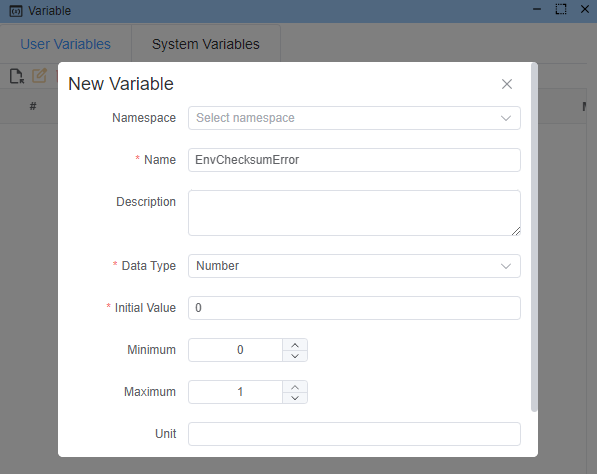 Variable
User Variables System Variables
#
New Variable
Namespace Select namespace
* Name EnvChecksumError
Description
* Data Type Number
* Initial Value 0
Minimum 0
Maximum 1
Unit